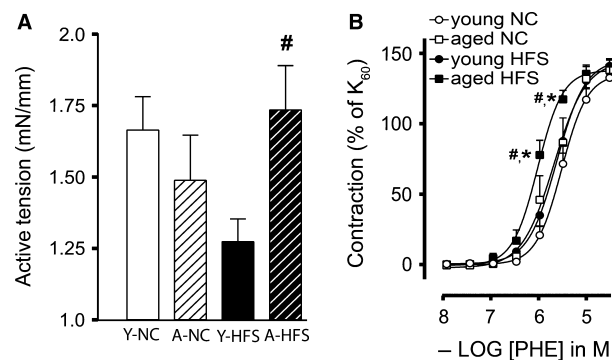 A
Active tension (mN/mm)
2.0
1.75
1.50
1.25
1.0
#
Y-NC A-NC Y-HFS A-HFS
B
young NC
aged NC
young HFS
aged HFS
Contraction (% of K60)
150
100
50
0
#,*
#,*
8 7 6 5
– LOG [PHE] in M